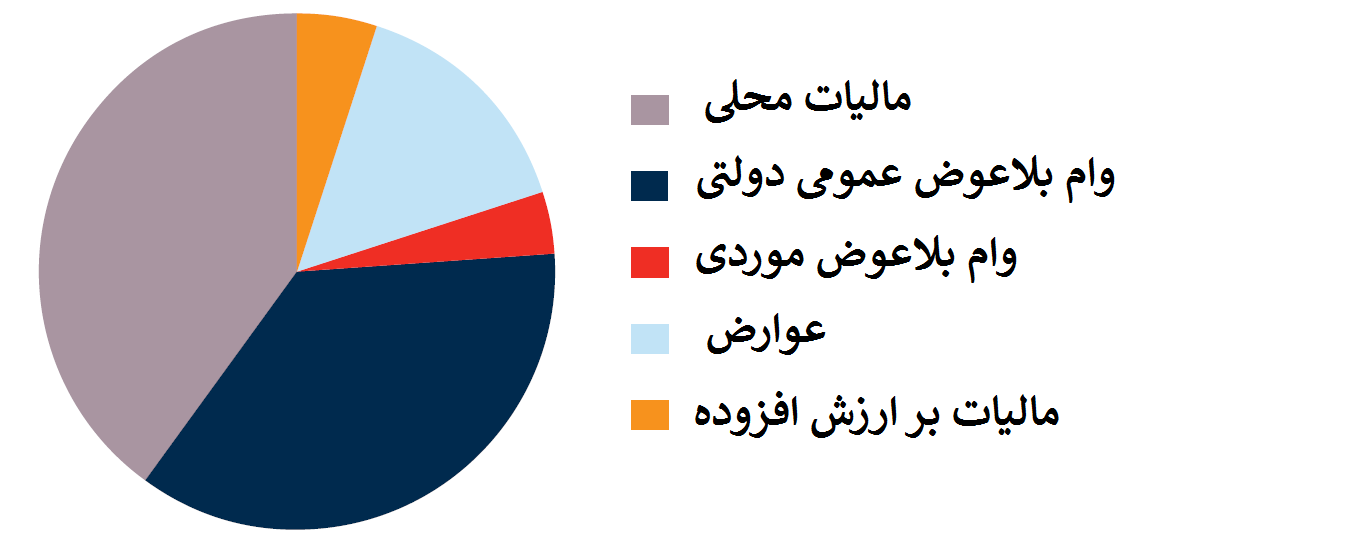 مالیات محلی
وام بلاعوض عمومی دولتی
وام بلاعوض موردی
عوارض
مالیات بر ارزش افزوده